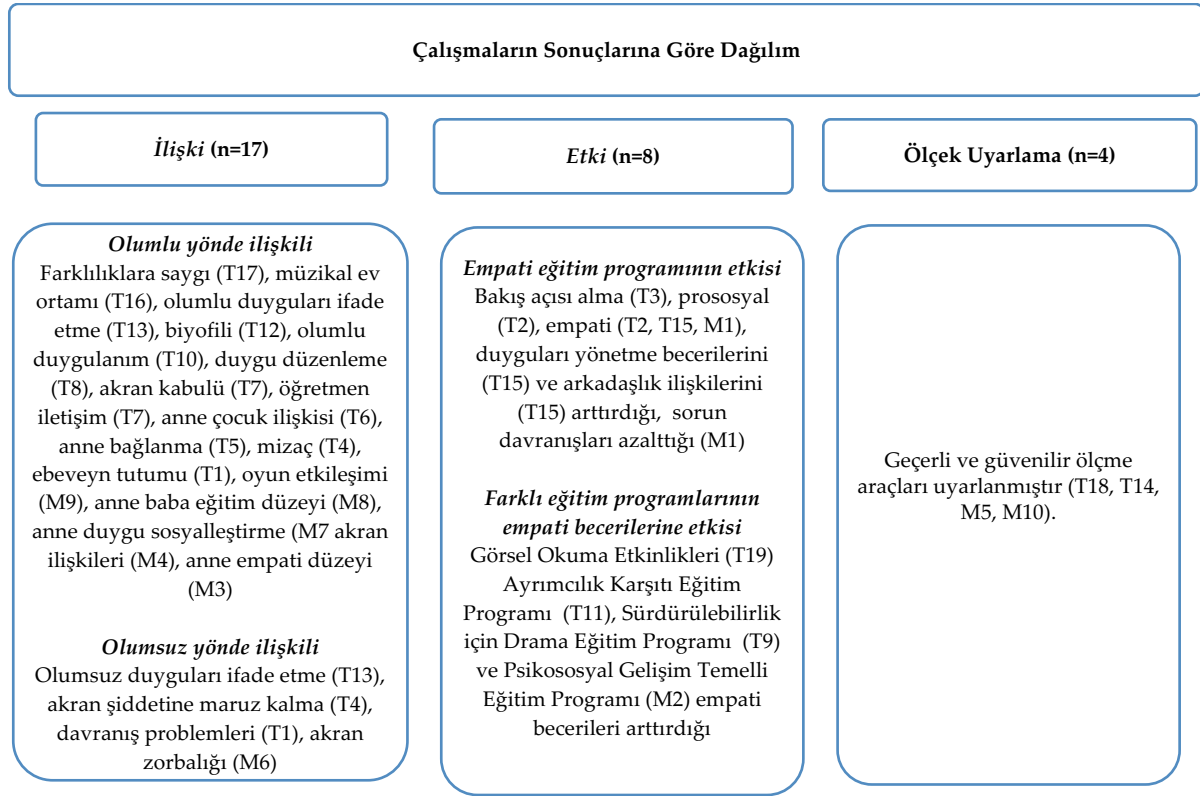 Çalışmaların Sonuçlarına Göre Dağılım
İlişki (n=17)
Etki (n=8)
Ölçek Uyarlama (n=4)
Olumlu yönde ilişkili
Farklılıklara saygı (T17), müzikal ev
ortamı (T16), olumlu duyguları ifade
etme (T13), biyofili (T12), olumlu
duygulanım (T10), duygu düzenleme
(T8), akran kabulü (T7), öğretmen
iletişim (T7), anne çocuk ilişkisi (T6),
anne bağlanma (T5), mizaç (T4),
ebeveyn tutumu (T1), oyun etkileşimi
(M9), anne baba eğitim düzeyi (M8),
anne duygu sosyalleştirme (M7 akran
ilişkileri (M4), anne empati düzeyi
(M3)
Olumsuz yönde ilişkili
Olumsuz duyguları ifade etme (T13),
akran şiddetine maruz kalma (T4),
davranış problemleri (T1), akran
zorbalığı (M6)
Empati eğitim programının etkisi
Bakış açısı alma (T3), prososyal
(T2), empati (T2, T15, M1),
duyguları yönetme becerilerini
(T15) ve arkadaşlık ilişkilerini
(T15) arttırdığı, sorun
davranışları azalttığı (M1)
Farklı eğitim programlarının
empati becerilerine etkisi
Görsel Okuma Etkinlikleri (T19)
Ayrımcılık Karşıtı Eğitim
Programı (T11), Sürdürülebilirlik
için Drama Eğitim Programı (T9)
ve Psikososyal Gelişim Temelli
Eğitim Programı (M2) empati
becerileri arttırdığı
Geçerli ve güvenilir ölçme
araçları uyarlanmıştır (T18, T14,
M5, M10).